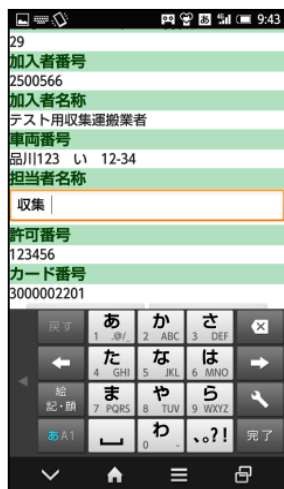 9:43
29
加入者番号
2500566
加入者名称
テスト用収集運搬業者
車両番号
品川123 い 12-34
担当者名称
収集
許可番号
123456
カード番号
3000002201
戻す あ 1 .@/_ か 2 ABC さ 3 DEF
た 4 GHI な 5 JKL は 6 MNO
絵記・顔 ま 7 PQRS や 8 TUV ら 9 WXYZ
あA1 わ 0 、。?! 完了